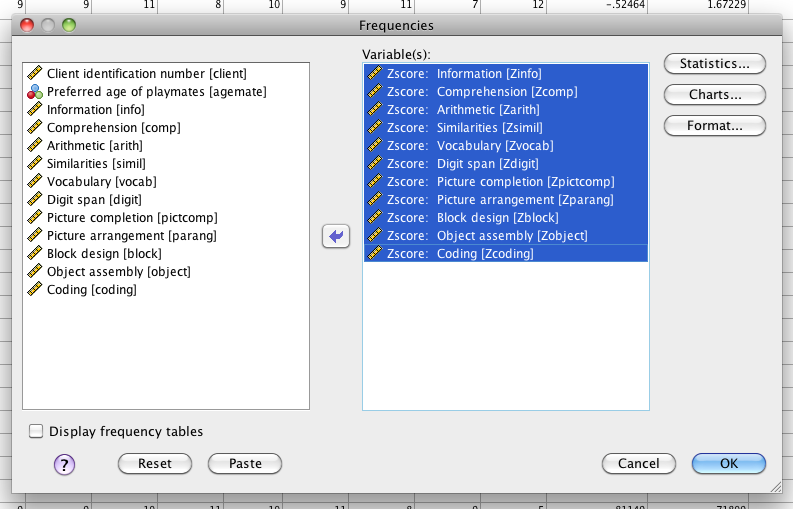 9 9 11 8 10 9 11 7 12 -.52464 1.67229
Frequencies
Variable(s):
Client identification number [client]
Preferred age of playmates [agemate]
Information [info]
Comprehension [comp]
Arithmetic [arith]
Similarities [simil]
Vocabulary [vocab]
Digit span [digit]
Picture completion [pictcomp]
Picture arrangement [parang]
Block design [block]
Object assembly [object]
Coding [coding]
Zscore: Information [Zinfo]
Zscore: Comprehension [Zcomp]
Zscore: Arithmetic [Zarith]
Zscore: Similarities [Zsimil]
Zscore: Vocabulary [Zvocab]
Zscore: Digit span [Zdigit]
Zscore: Picture completion [Zpictcomp]
Zscore: Picture arrangement [Zparang]
Zscore: Block design [Zblock]
Zscore: Object assembly [Zobject]
Zscore: Coding [Zcoding]
Statistics...
Charts...
Format...
Display frequency tables
?
Reset
Paste
Cancel
OK